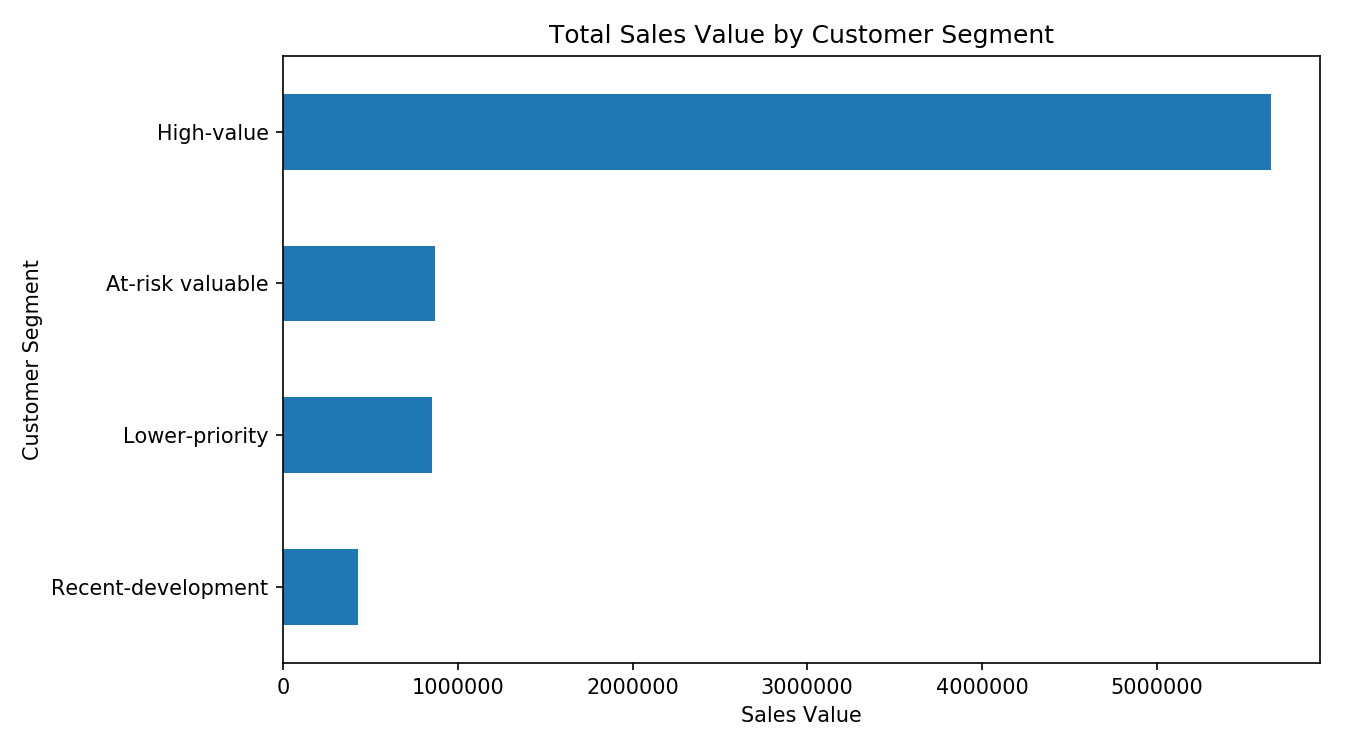 Total Sales Value by Customer Segment
Customer Segment
High-value
At-risk valuable
Lower-priority
Recent-development
0 1000000 2000000 3000000 4000000 5000000
Sales Value